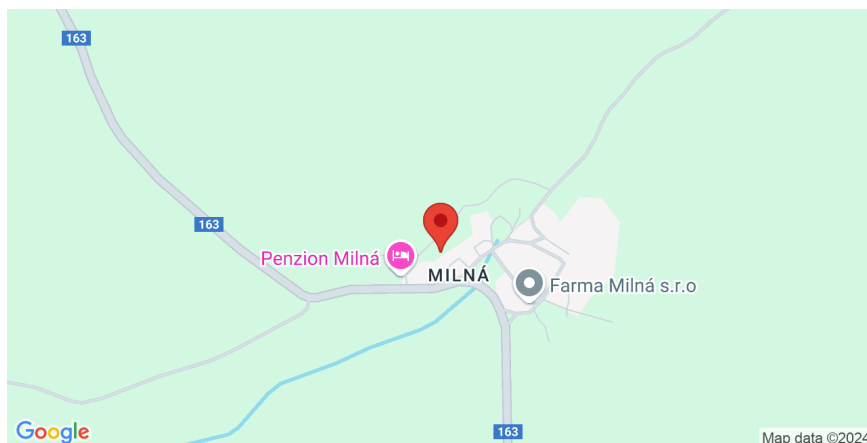 163
163
Penzion Milná
MILNÁ
Farma Milná s.r.o
163
Google
Map data ©2024